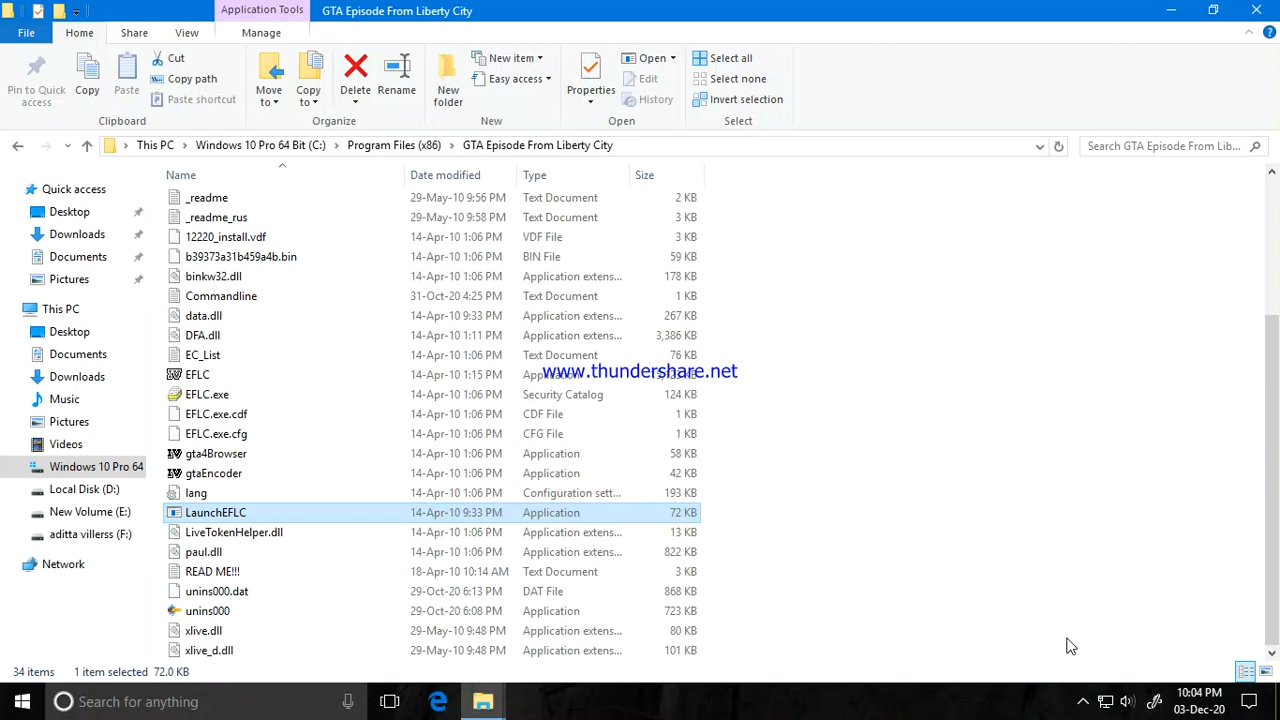 Application Tools GTA Episode From Liberty City
File Home Share View Manage
Pin to Quick access Copy Paste Cut Copy path Paste shortcut Move to Copy to Delete Rename New folder New item Easy access Properties Open Edit History Select all Select none Invert selection
Clipboard Organize New Open Select
This PC Windows 10 Pro 64 Bit (C:) Program Files (x86) GTA Episode From Liberty City Search GTA Episode From Lib...
Name Date modified Type Size
_readme 29-May-10 9:56 PM Text Document 2 KB
_readme_rus 29-May-10 9:58 PM Text Document 3 KB
12220_install.vdf 14-Apr-10 1:06 PM VDF File 3 KB
b39373a31b459a4b.bin 14-Apr-10 1:06 PM BIN File 59 KB
binkw32.dll 14-Apr-10 1:06 PM Application extens... 178 KB
Commandline 31-Oct-20 4:25 PM Text Document 1 KB
data.dll 14-Apr-10 9:33 PM Application extens... 267 KB
DFA.dll 14-Apr-10 1:11 PM Application extens... 3,386 KB
EC_List 14-Apr-10 1:06 PM Text Document 76 KB
www.thundershare.net
EFLC 14-Apr-10 1:15 PM
EFLC.exe 14-Apr-10 1:06 PM Security Catalog 124 KB
EFLC.exe.cdf 14-Apr-10 1:06 PM CDF File 1 KB
EFLC.exe.cfg 14-Apr-10 1:06 PM CFG File 1 KB
gta4Browser 14-Apr-10 1:06 PM Application 58 KB
gtaEncoder 14-Apr-10 1:06 PM Application 42 KB
lang 14-Apr-10 1:06 PM Configuration sett... 193 KB
LaunchEFLC 14-Apr-10 9:33 PM Application 72 KB
LiveTokenHelper.dll 14-Apr-10 1:06 PM Application extens... 13 KB
paul.dll 14-Apr-10 1:06 PM Application extens... 822 KB
READ ME!!! 18-Apr-10 10:14 AM Text Document 3 KB
unins000.dat 29-Oct-20 6:13 PM DAT File 868 KB
unins000 29-Oct-20 6:08 PM Application 723 KB
xlive.dll 29-May-10 9:48 PM Application extens... 80 KB
xlive_d.dll 29-May-10 9:48 PM Application extens... 101 KB
Quick access
Desktop
Downloads
Documents
Pictures
This PC
Desktop
Documents
Downloads
Music
Pictures
Videos
Windows 10 Pro 64
Local Disk (D:)
New Volume (E:)
aditta villerss (F:)
Network
34 items 1 item selected 72.0 KB
Search for anything
10:04 PM
03-Dec-20